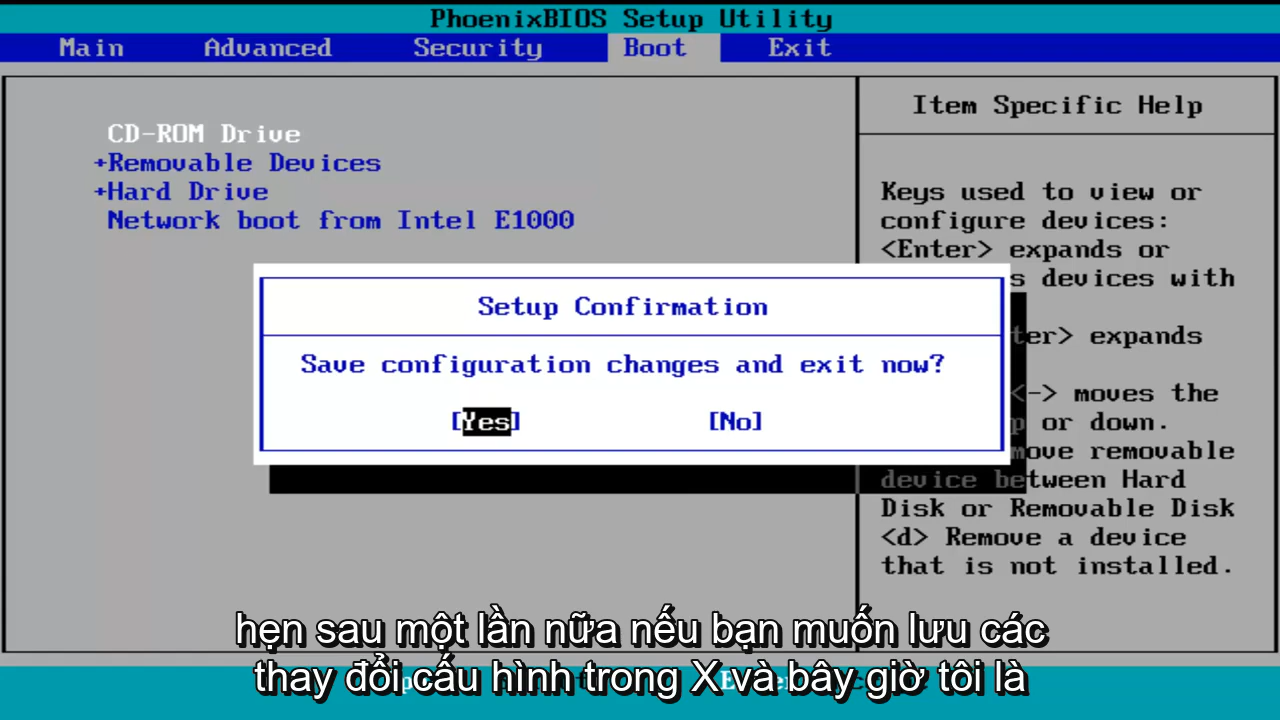 PhoenixBIOS Setup Utility
Main Advanced Security Boot Exit
CD-ROM Drive
+Removable Devices
+Hard Drive
Network boot from Intel E1000
Setup Confirmation
Save configuration changes and exit now?
[Yes] [No]
Item Specific Help
Keys used to view or
configure devices:
<Enter> expands or
devices with
expands
<-> moves the
or down.
removable
device between Hard
Disk or Removable Disk
<d> Remove a device
that is not installed.
hẹn sau một lần nữa nếu bạn muốn lưu các
thay đổi cấu hình trong X và bây giờ tôi là